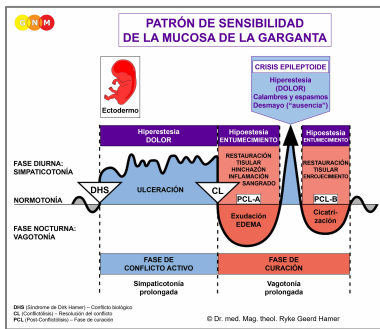 GNM
PATRÓN DE SENSIBILIDAD
DE LA MUCOSA DE LA GARGANTA
CRISIS EPILEPTOIDE
Hiperestesia
(DOLOR)
Calambres y espasmos
Desmayo (“ausencia”)
Ectodermo
Hiperestesia
DOLOR
Hipoestesia
ENTUMECIMIENTO
Hipoestesia
ENTUMECIMIENTO
FASE DIURNA:
SIMPATICOTONÍA
RESTAURACIÓN
TISULAR
HINCHAZÓN
INFLAMACIÓN
SANGRADO
RESTAURACIÓN
TISULAR
ENROJECIMIENTO
DHS
ULCERACIÓN
CL
NORMOTONÍA
PCL-A
PCL-B
FASE NOCTURNA:
VAGOTONÍA
Exudación
EDEMA
Cicatri-
zación
FASE DE
CONFLICTO ACTIVO
FASE DE
CURACIÓN
Simpaticotonía
prolongada
Vagotonía
prolongada
DHS (Síndrome de Dirk Hamer) – Conflicto biológico
CL (Conflictólisis) – Resolución del conflicto
PCL (Post-Conflictólisis) – Fase de curación
© Dr. med. Mag. theol. Ryke Geerd Hamer